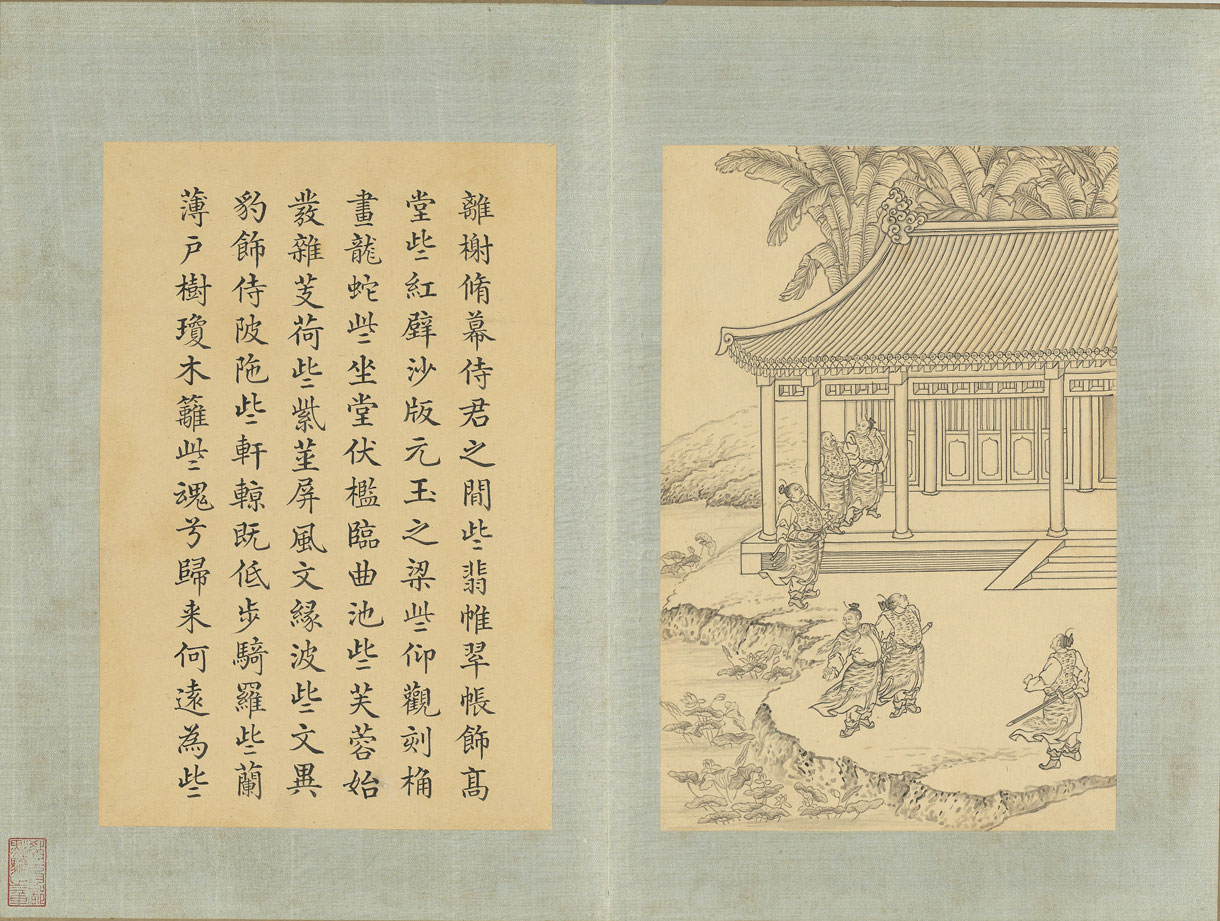 離榭脩幕侍君之間些翡帷翠帳飾髙
堂些紅壁沙版元玉之梁些仰觀刻桷
畫龍蛇些坐堂伏檻臨曲池些芙蓉始
發雜芰荷些紫莖屏風文緣波些文異
豹飾侍陂陁些軒輬既低步騎羅些蘭
薄戶樹瓊木籬些魂兮歸来何遠為些